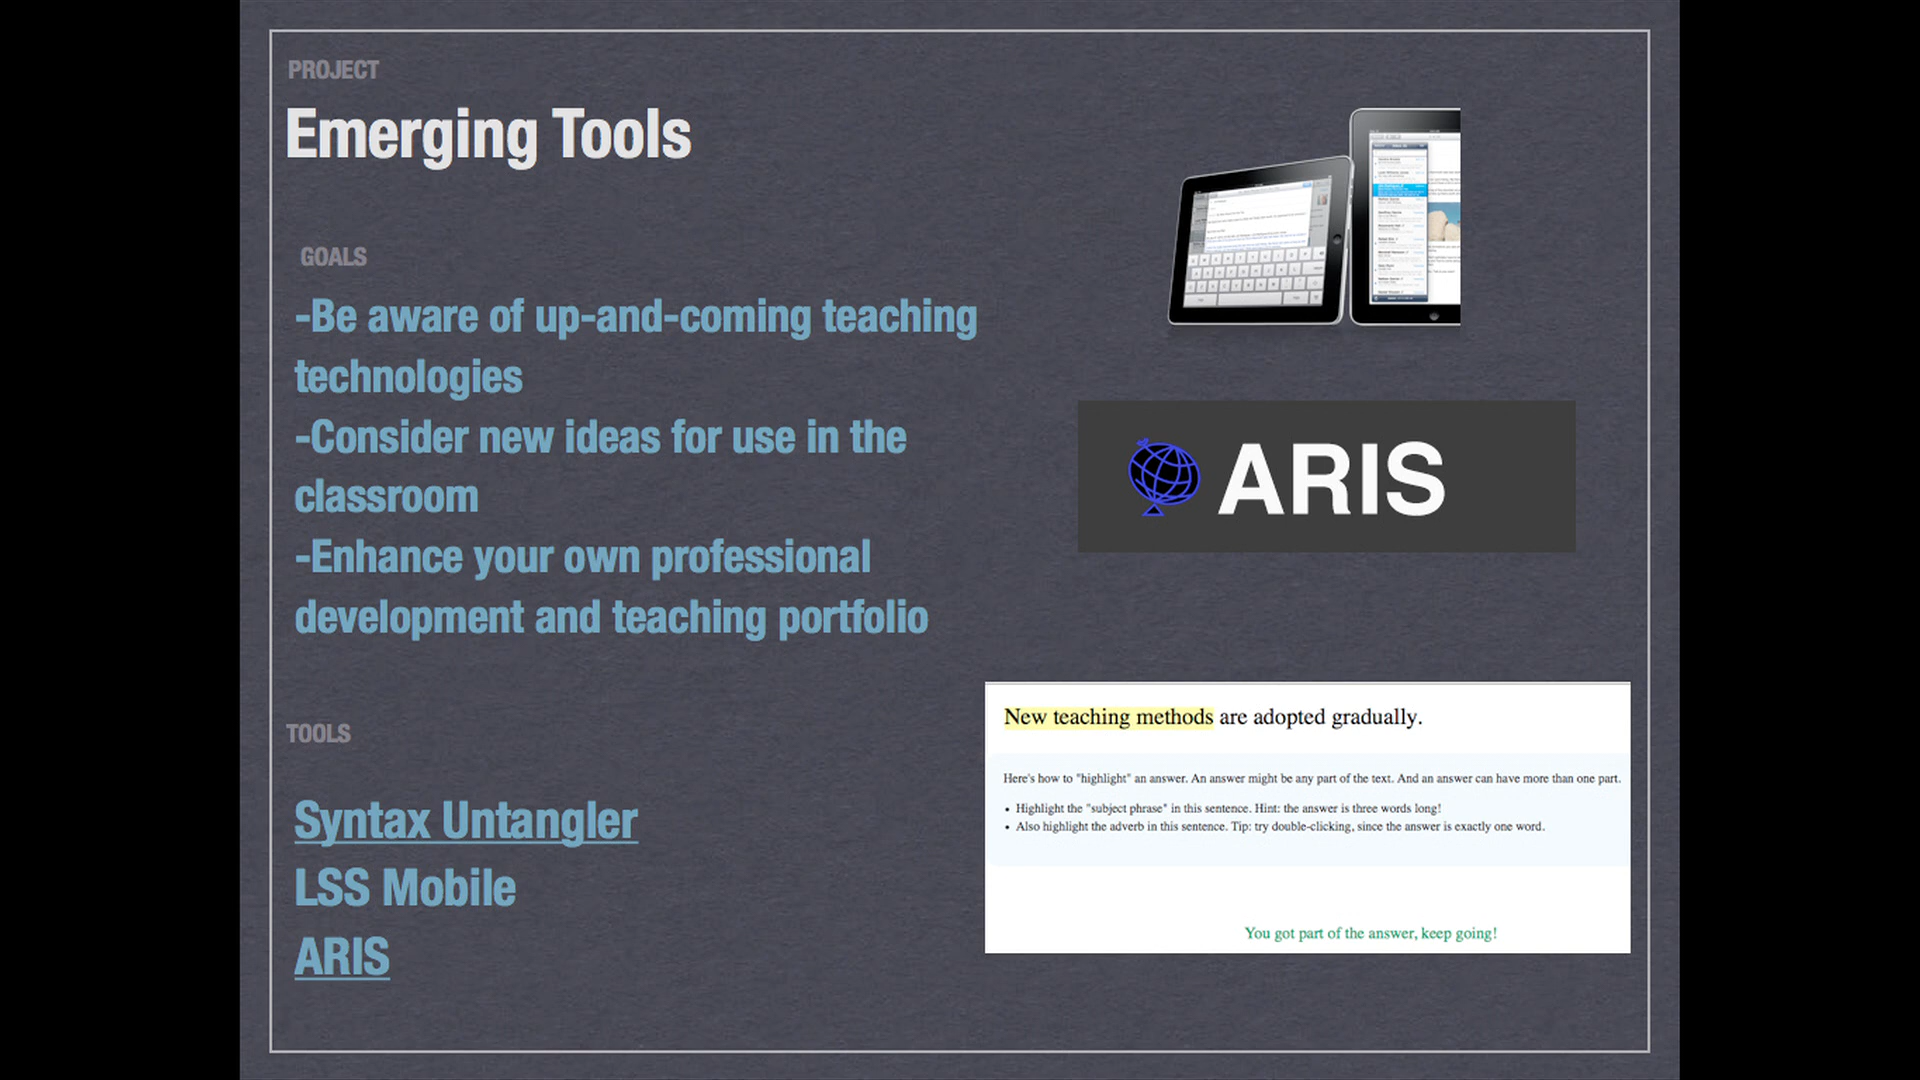 PROJECT
Emerging Tools
GOALS
-Be aware of up-and-coming teaching
technologies
-Consider new ideas for use in the
classroom
-Enhance your own professional
development and teaching portfolio
TOOLS
Syntax Untangler
LSS Mobile
ARIS
ARIS
New teaching methods are adopted gradually.
Here's how to "highlight" an answer. An answer might be any part of the text. And an answer can have more than one part.
• Highlight the "subject phrase" in this sentence. Hint: the answer is three words long!
• Also highlight the adverb in this sentence. Tip: try double-clicking, since the answer is exactly one word.
You got part of the answer, keep going!